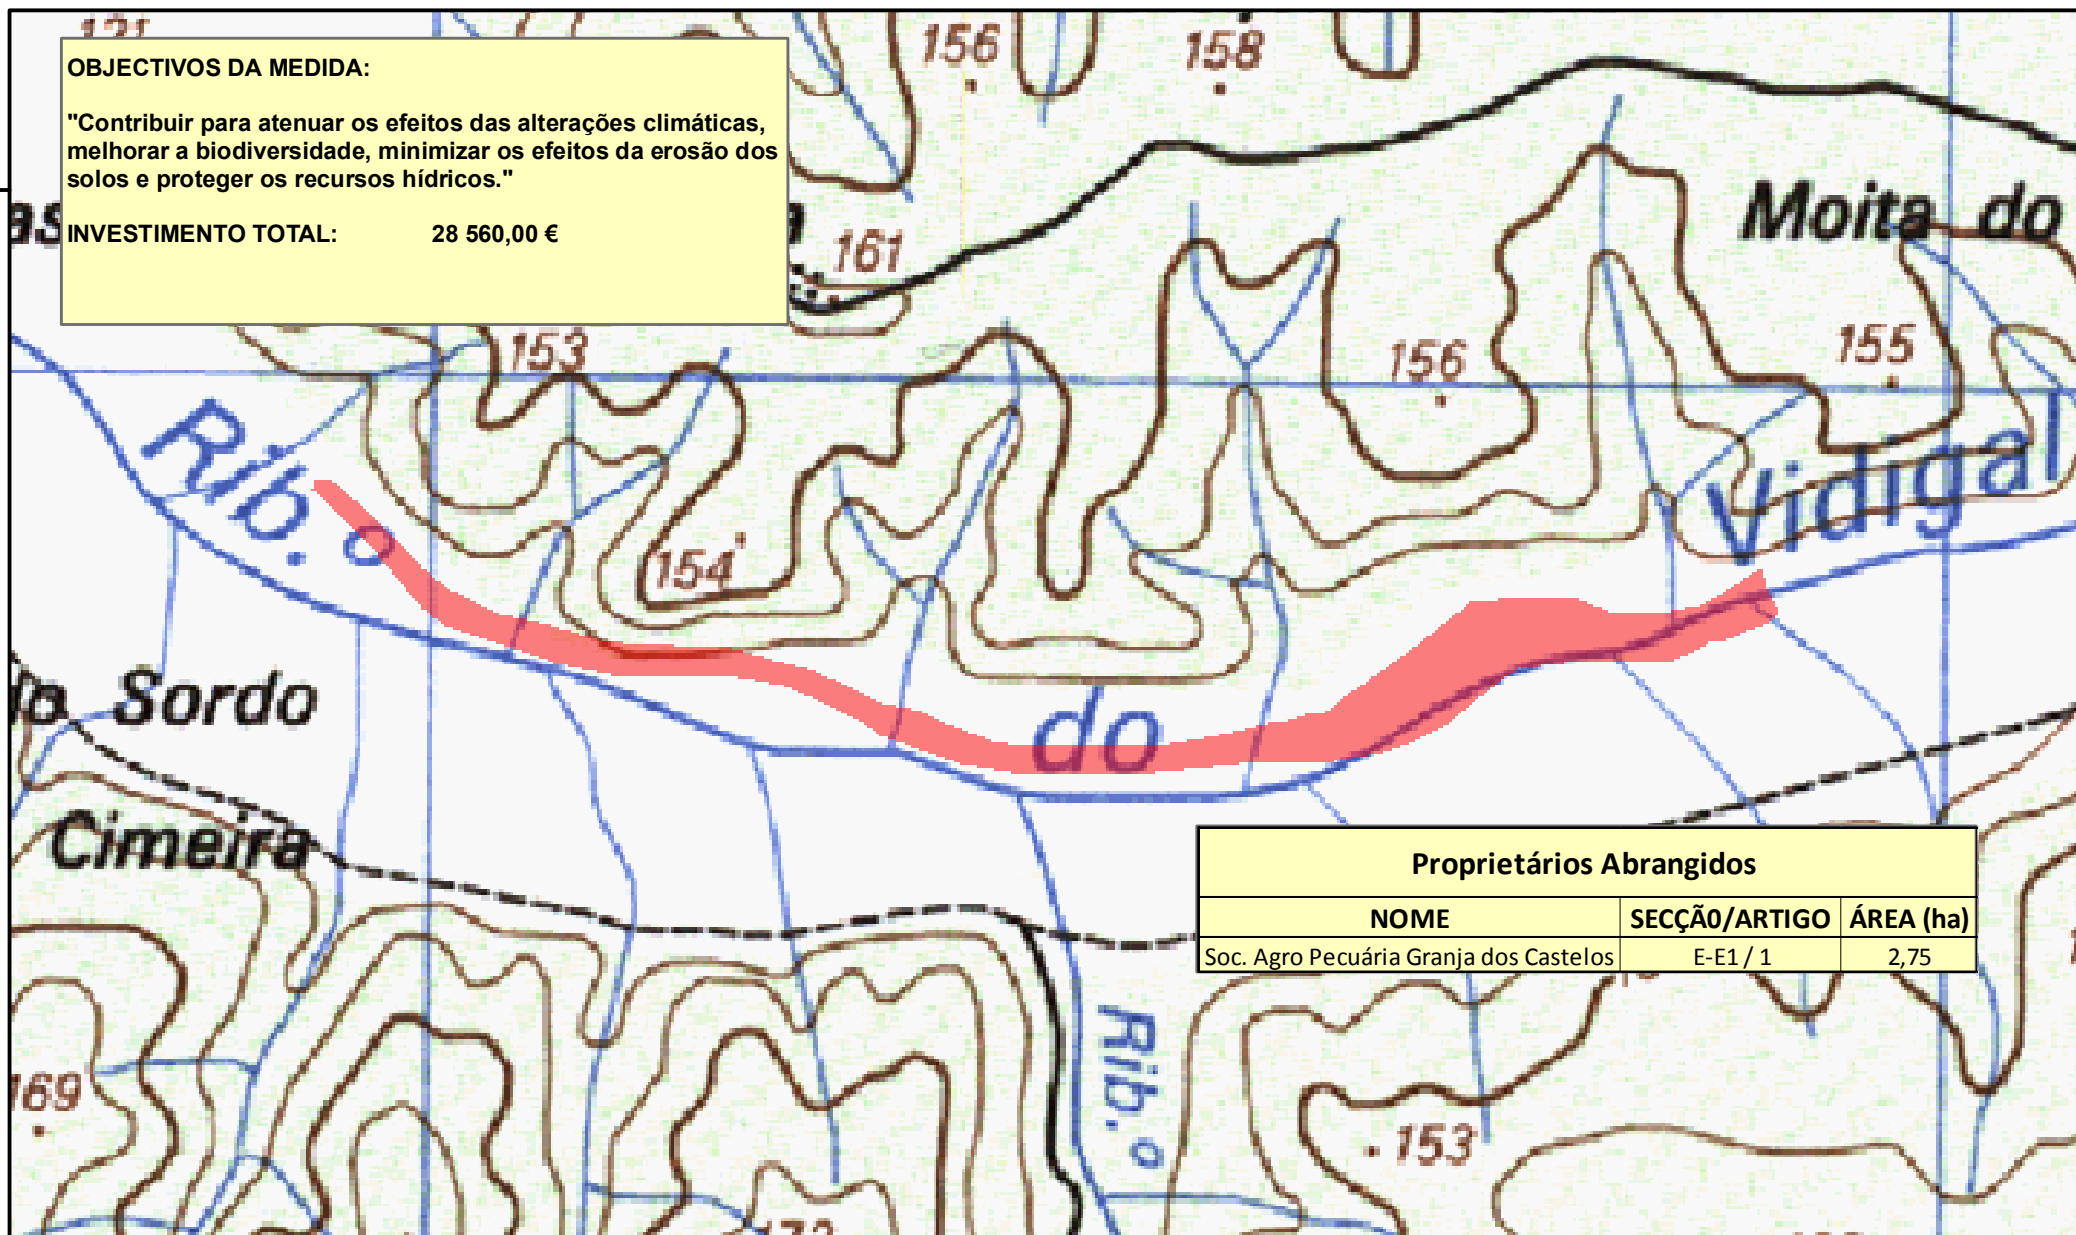 156
158
OBJECTIVOS DA MEDIDA:
"Contribuir para atenuar os efeitos das alterações climáticas,
melhorar a biodiversidade, minimizar os efeitos da erosão dos
solos e proteger os recursos hídricos."
INVESTIMENTO TOTAL: 28 560,00 €
161
Moita do
153
156
155
Rib.º
Vidigal
154
Sordo
do
Cimeira
Proprietários Abrangidos
NOME SECÇÃ0/ARTIGO ÁREA (ha)
Soc. Agro Pecuária Granja dos Castelos E-E1 / 1 2,75
Rib.º
169
153